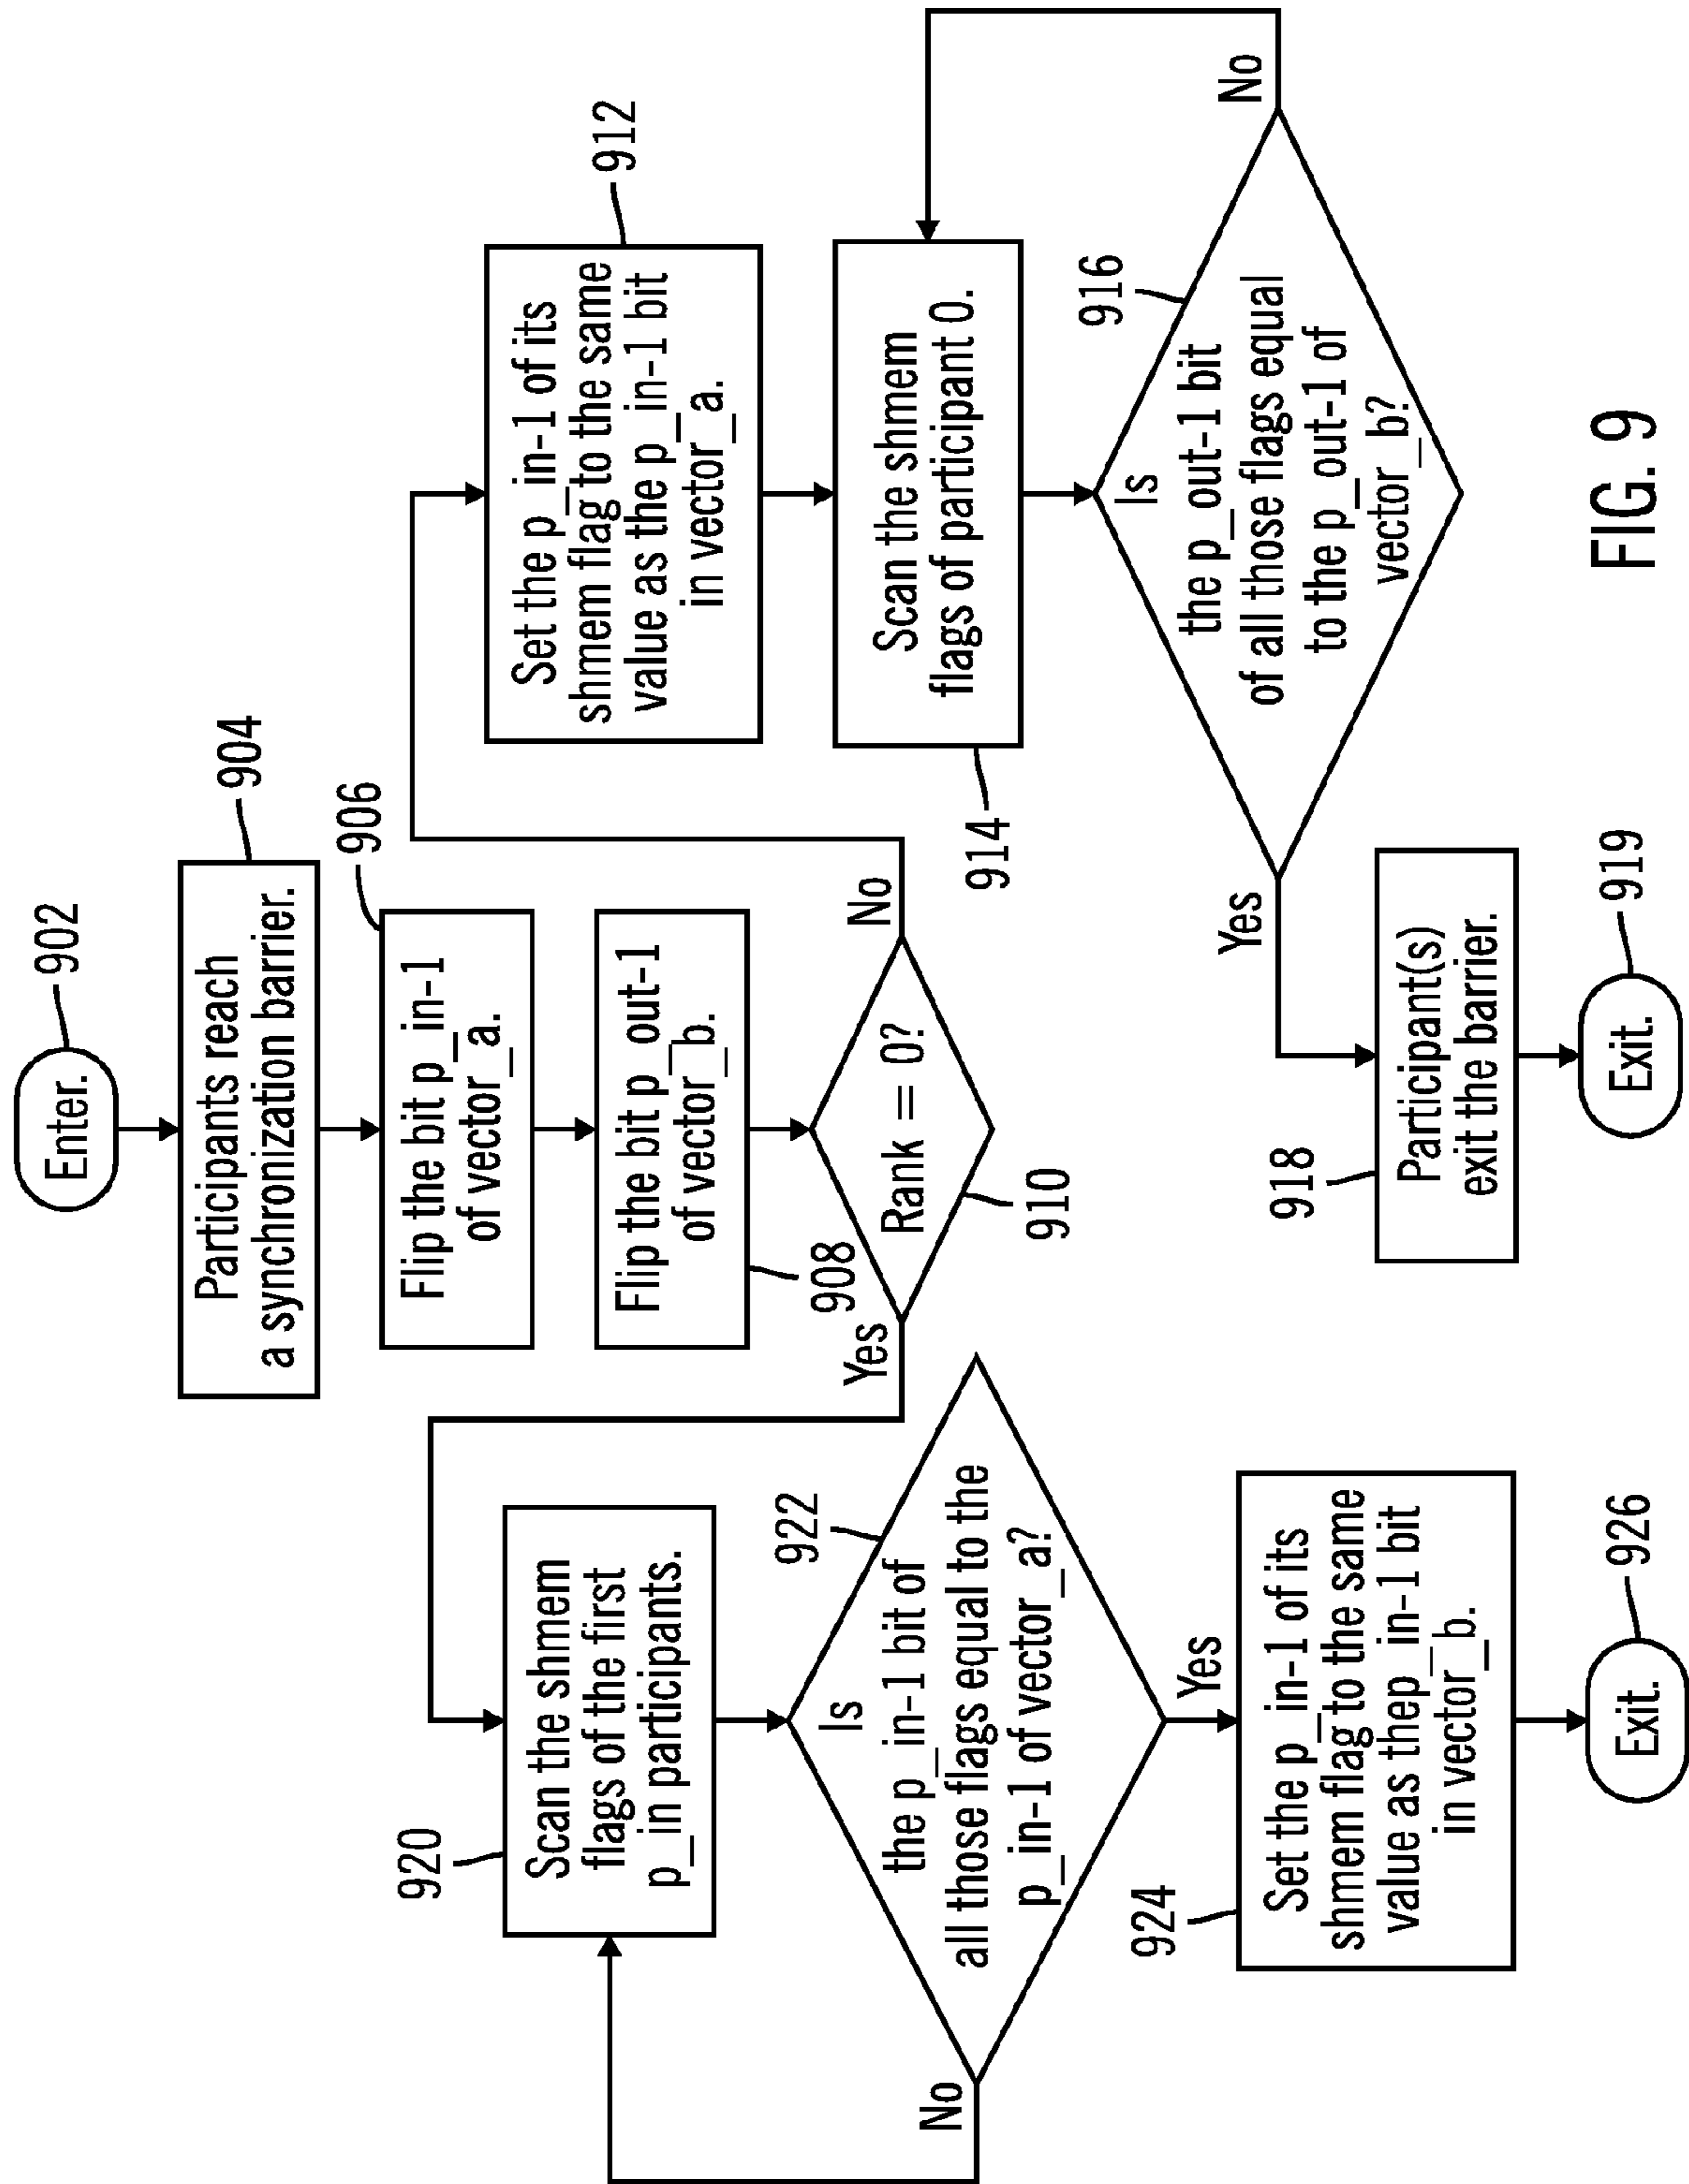 Enter.
902
Participants reach
a synchronization barrier.
904
Flip the bit p_in-1
of vector_a.
906
Flip the bit p_out-1
of vector_b.
908
Rank = 0?
910
Yes
No
Set the p_in-1 of its
shmem flag to the same
value as the p_in-1 bit
in vector_a.
912
Scan the shmem
flags of participant 0.
914
Is
the p_out-1 bit
of all those flags equal
to the p_out-1 of
vector_b?
916
No
Yes
Participant(s)
exit the barrier.
918
Exit.
919
Scan the shmem
flags of the first
p_in participants.
920
Is
the p_in-1 bit of
all those flags equal to the
p_in-1 of vector_a?
922
No
Yes
Set the p_in-1 of its
shmem flag to the same
value as thep_in-1 bit
in vector_b.
924
Exit.
926
FIG. 9